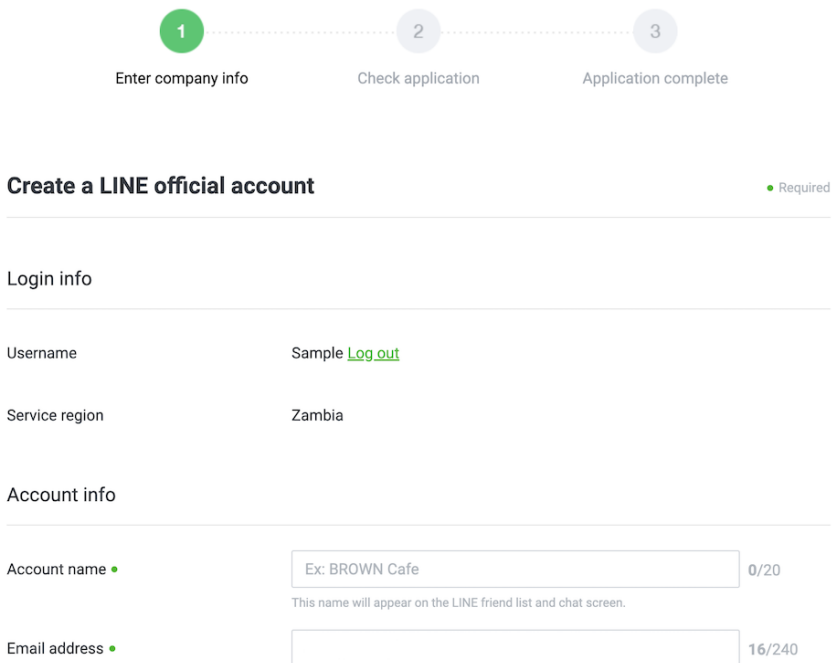 1 2 3
Enter company info Check application Application complete
Create a LINE official account
Required
Login info
Username Sample Log out
Service region Zambia
Account info
Account name Ex: BROWN Cafe 0/20
This name will appear on the LINE friend list and chat screen.
Email address 16/240